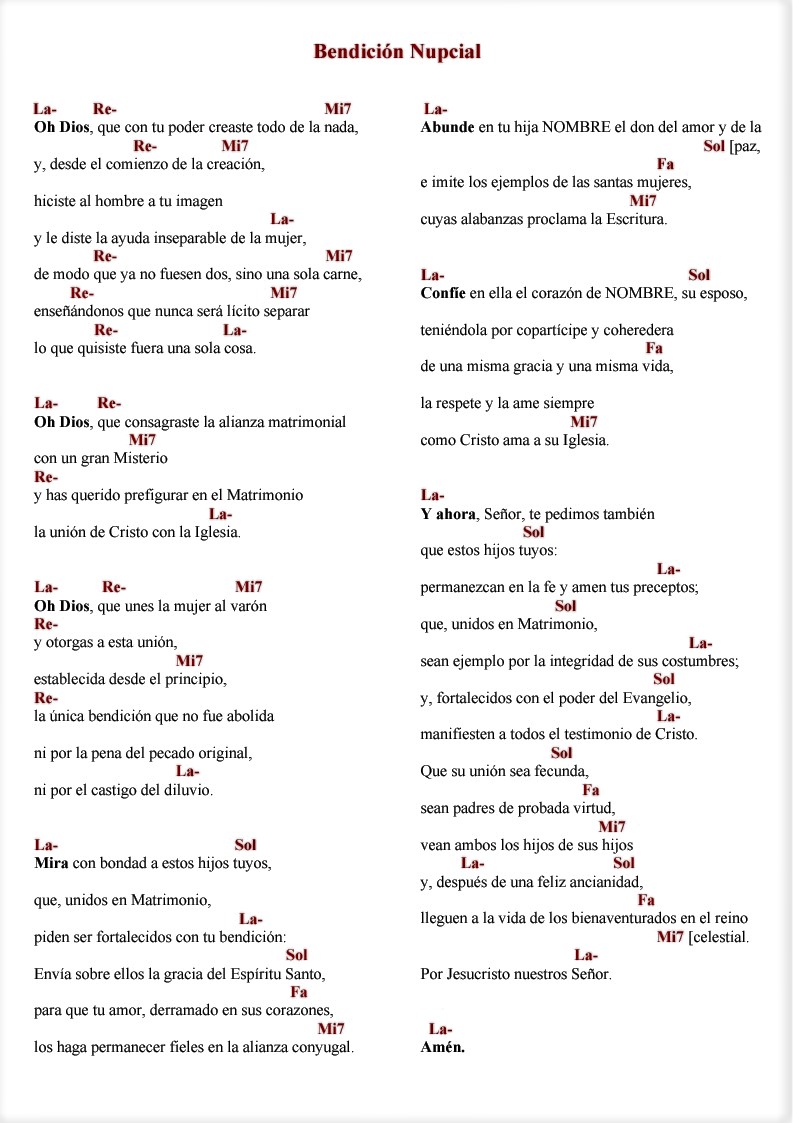 Bendición Nupcial
La- Re- Mi7
Oh Dios, que con tu poder creaste todo de la nada,
Re- Mi7
y, desde el comienzo de la creación,
hiciste al hombre a tu imagen
La-
y le diste la ayuda inseparable de la mujer,
Re- Mi7
de modo que ya no fuesen dos, sino una sola carne,
Re- Mi7
enseñándonos que nunca será lícito separar
Re- La-
lo que quisiste fuera una sola cosa.
La- Re-
Oh Dios, que consagraste la alianza matrimonial
Mi7
con un gran Misterio
Re-
y has querido prefigurar en el Matrimonio
La-
la unión de Cristo con la Iglesia.
La- Re- Mi7
Oh Dios, que unes la mujer al varón
Re-
y otorgas a esta unión,
Mi7
establecida desde el principio,
Re-
la única bendición que no fue abolida
ni por la pena del pecado original,
La-
ni por el castigo del diluvio.
La- Sol
Mira con bondad a estos hijos tuyos,
que, unidos en Matrimonio,
La-
piden ser fortalecidos con tu bendición:
Sol
Envía sobre ellos la gracia del Espíritu Santo,
Fa
para que tu amor, derramado en sus corazones,
Mi7
los haga permanecer fieles en la alianza conyugal.
La-
Abunde en tu hija NOMBRE el don del amor y de la
Sol [paz,
Fa
e imite los ejemplos de las santas mujeres,
Mi7
cuyas alabanzas proclama la Escritura.
La- Sol
Confíe en ella el corazón de NOMBRE, su esposo,
teniéndola por copartícipe y coheredera
Fa
de una misma gracia y una misma vida,
la respete y la ame siempre
Mi7
como Cristo ama a su Iglesia.
La-
Y ahora, Señor, te pedimos también
Sol
que estos hijos tuyos:
La-
permanezcan en la fe y amen tus preceptos;
Sol
que, unidos en Matrimonio,
La-
sean ejemplo por la integridad de sus costumbres;
Sol
y, fortalecidos con el poder del Evangelio,
La-
manifiesten a todos el testimonio de Cristo.
Sol
Que su unión sea fecunda,
Fa
sean padres de probada virtud,
Mi7
vean ambos los hijos de sus hijos
La- Sol
y, después de una feliz ancianidad,
Fa
lleguen a la vida de los bienaventurados en el reino
Mi7 [celestial.
La-
Por Jesucristo nuestros Señor.
La-
Amén.